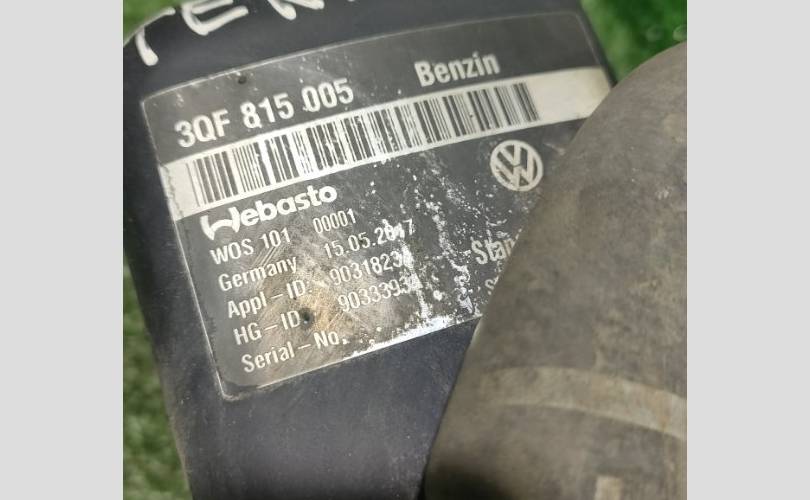 3QF 815 005 Benzin
Webasto
WOS 101 00001
Germany 15.05.2017
Appl-ID:
HG-ID:
Serial-No.